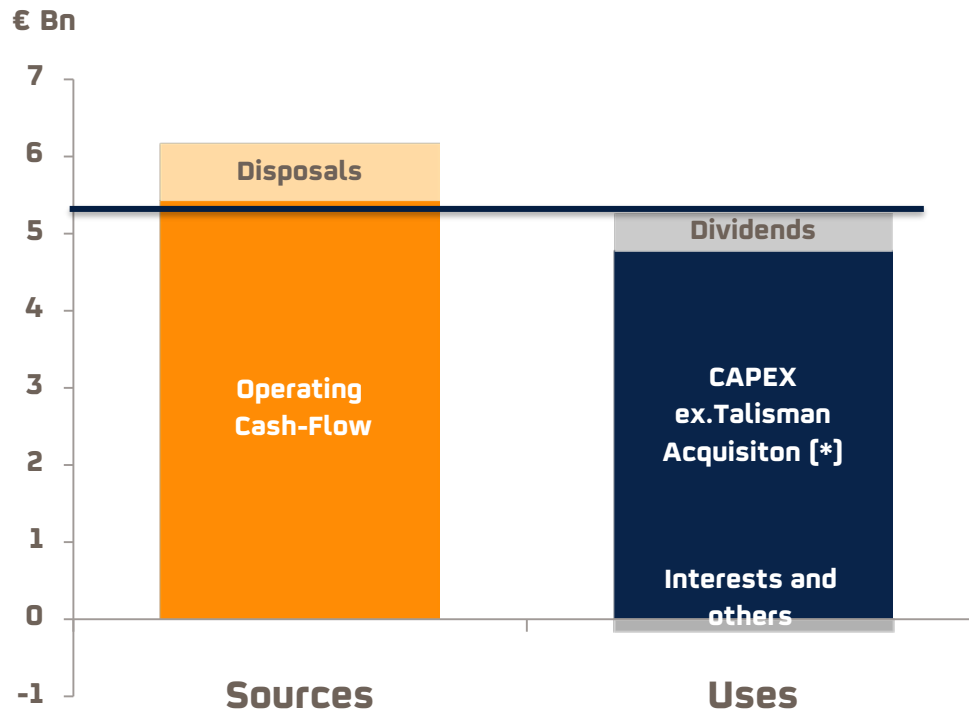 € Bn
7
6
5
4
3
2
1
0
-1
Disposals
Operating
Cash-Flow
Dividends
CAPEX
ex.Talisman
Acquisiton (*)
Interests and
others
Sources
Uses